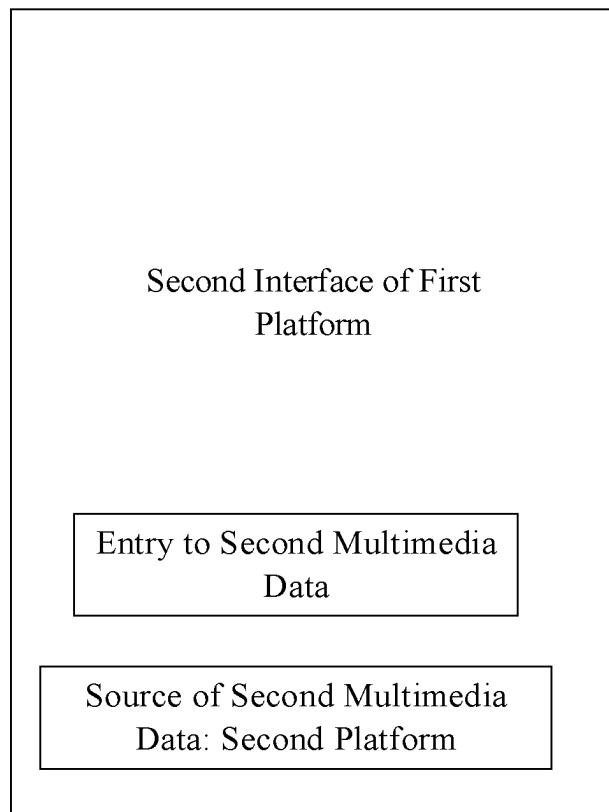 Second Interface of First
Platform
Entry to Second Multimedia
Data
Source of Second Multimedia
Data: Second Platform